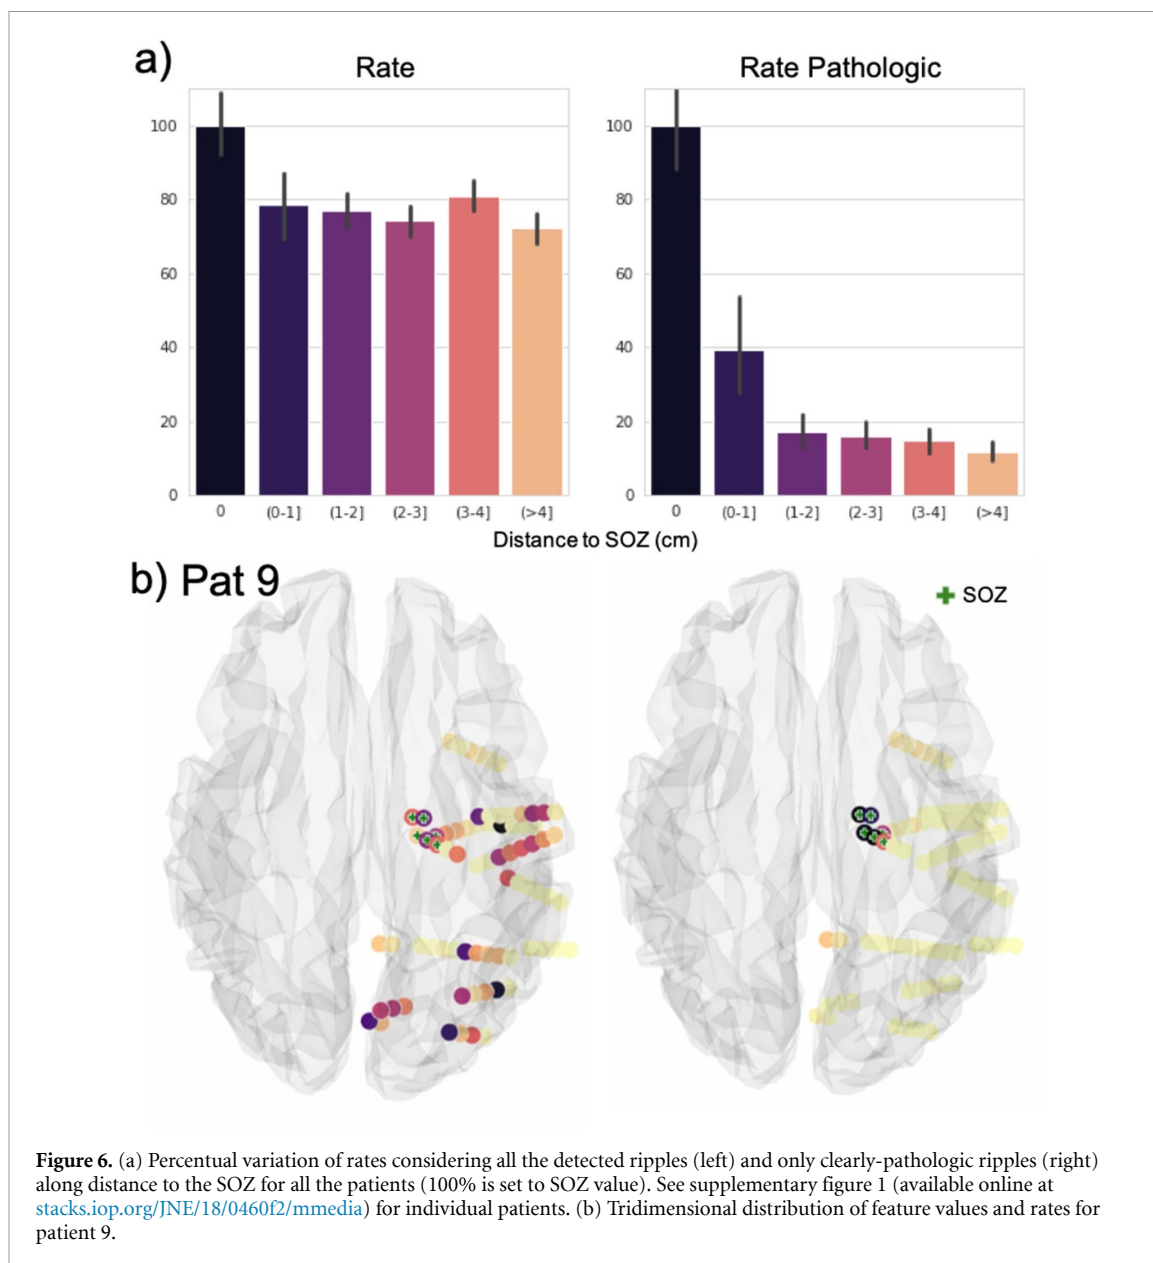 a)
Rate
Rate Pathologic
100
80
60
40
20
0
0 (0-1] (1-2] (2-3] (3-4] (>4]
100
80
60
40
20
0
0 (0-1] (1-2] (2-3] (3-4] (>4]
Distance to SOZ (cm)
b) Pat 9
SOZ
Figure 6. (a) Percentual variation of rates considering all the detected ripples (left) and only clearly-pathologic ripples (right)
along distance to the SOZ for all the patients (100% is set to SOZ value). See supplementary figure 1 (available online at
stacks.iop.org/JNE/18/0460f2/mmedia) for individual patients. (b) Tridimensional distribution of feature values and rates for
patient 9.